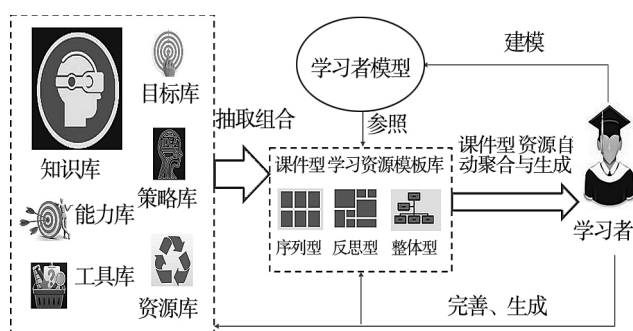 知识库
目标库
策略库
能力库
工具库
资源库
抽取组合
学习者模型
参照
建模
课件型 学习资源模板库
序列型
反思型
整体型
课件型 资源自
动聚合与生成
学习者
完善、生成